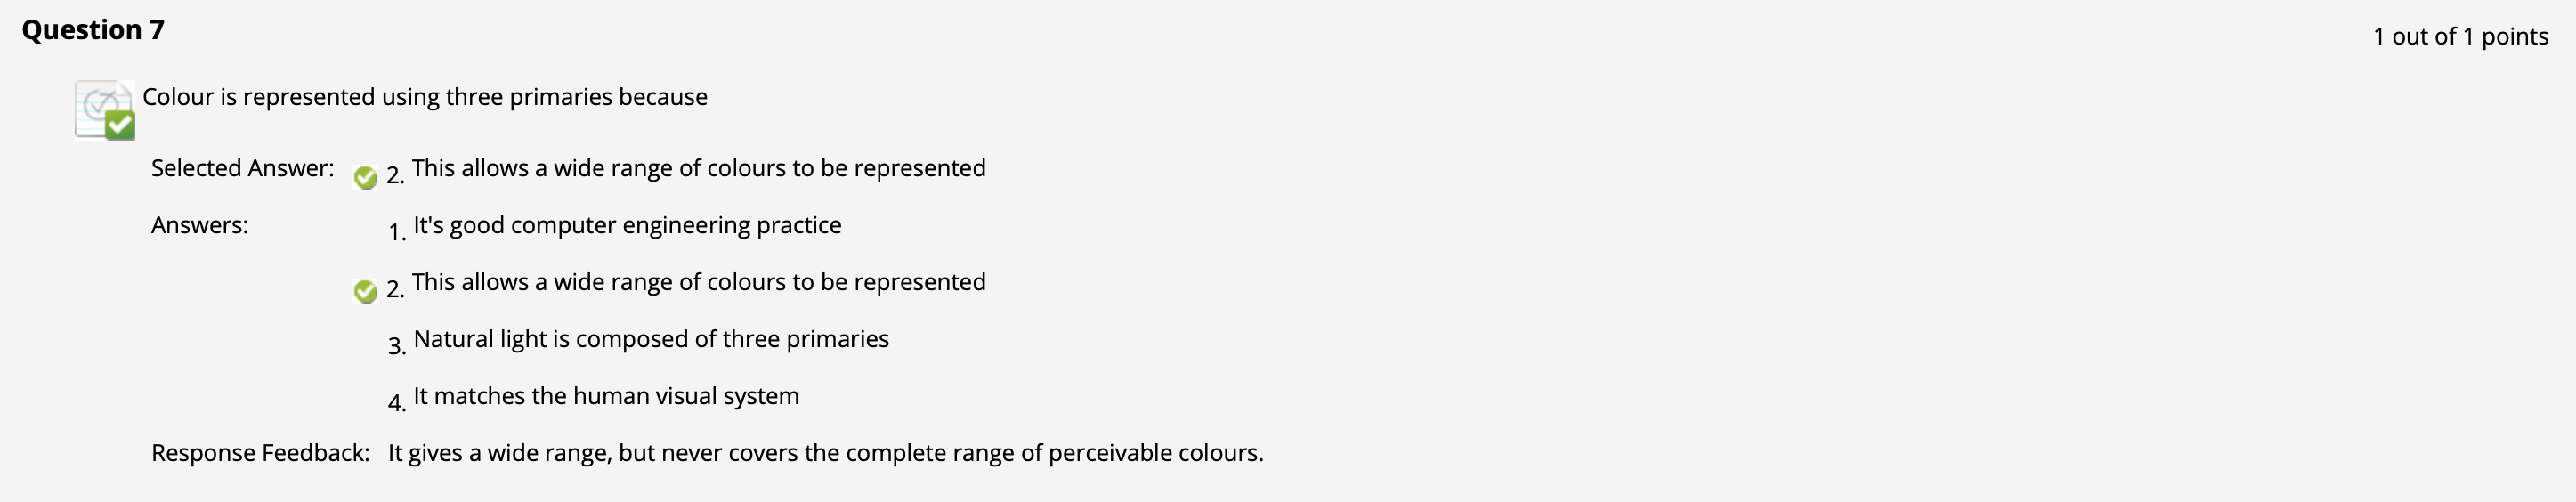 Question 7
1 out of 1 points
Colour is represented using three primaries because
Selected Answer: 2. This allows a wide range of colours to be represented
Answers: 1. It's good computer engineering practice
2. This allows a wide range of colours to be represented
3. Natural light is composed of three primaries
4. It matches the human visual system
Response Feedback: It gives a wide range, but never covers the complete range of perceivable colours.